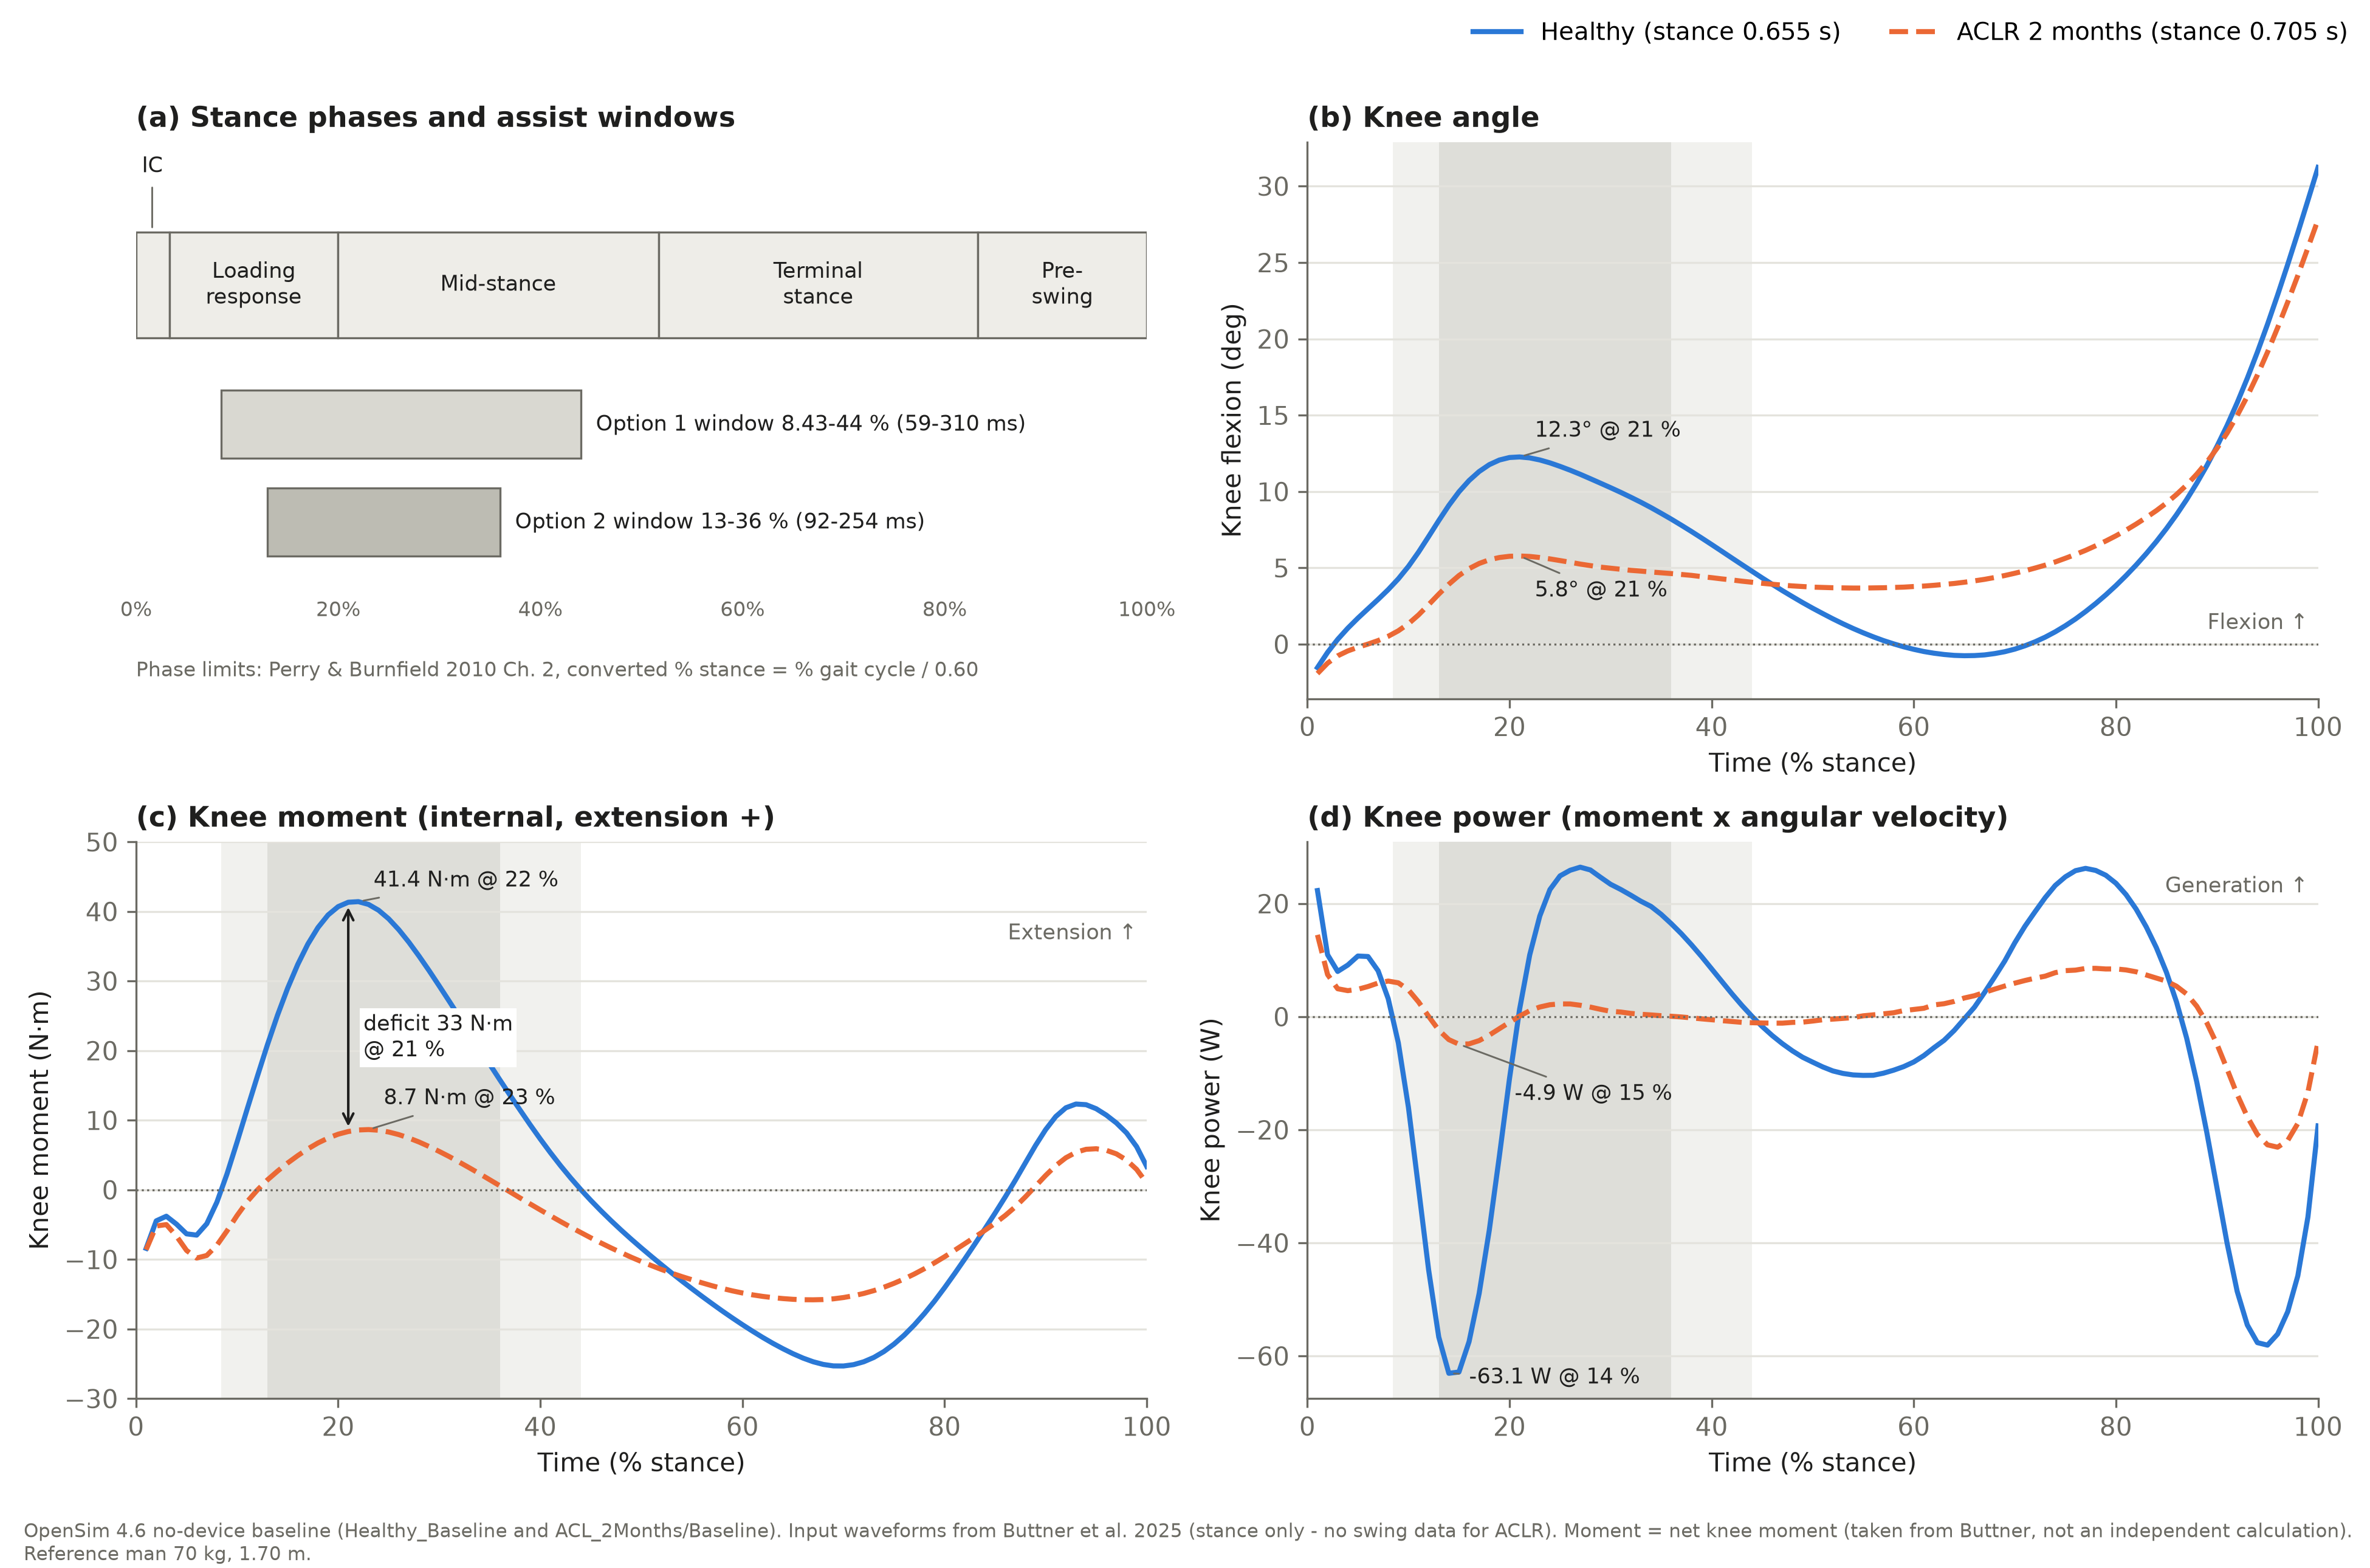 Healthy (stance 0.655 s)
ACLR 2 months (stance 0.705 s)
(a) Stance phases and assist windows
IC
Loading
response
Mid-stance
Terminal
stance
Pre-
swing
Option 1 window 8.43-44 % (59-310 ms)
Option 2 window 13-36 % (92-254 ms)
0%
20%
40%
60%
80%
100%
Phase limits: Perry & Burnfield 2010 Ch. 2, converted % stance = % gait cycle / 0.60
(b) Knee angle
Knee flexion (deg)
30
25
20
15
10
5
0
12.3° @ 21 %
5.8° @ 21 %
Flexion ↑
0
20
40
60
80
100
Time (% stance)
(c) Knee moment (internal, extension +)
Knee moment (N·m)
50
40
30
20
10
0
−10
−20
−30
41.4 N·m @ 22 %
Extension ↑
deficit 33 N·m
@ 21 %
8.7 N·m @ 23 %
0
20
40
60
80
100
Time (% stance)
(d) Knee power (moment x angular velocity)
Knee power (W)
20
0
−20
−40
−60
Generation ↑
-4.9 W @ 15 %
-63.1 W @ 14 %
0
20
40
60
80
100
Time (% stance)
OpenSim 4.6 no-device baseline (Healthy_Baseline and ACL_2Months/Baseline). Input waveforms from Buttner et al. 2025 (stance only - no swing data for ACLR). Moment = net knee moment (taken from Buttner, not an independent calculation).
Reference man 70 kg, 1.70 m.